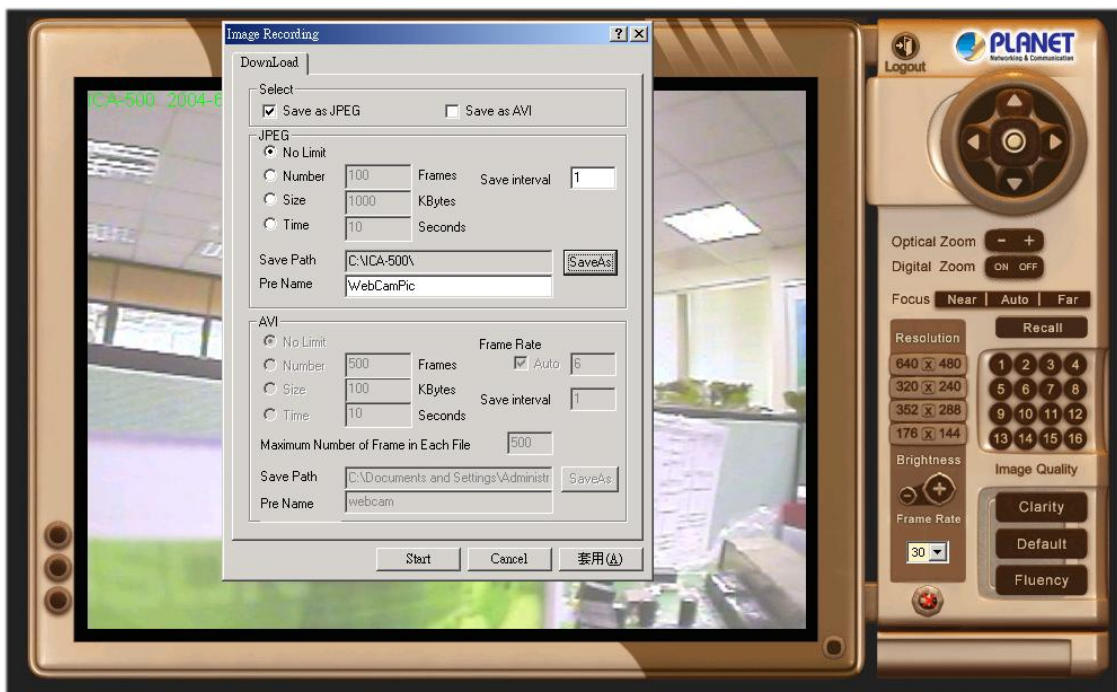 Image Recording
DownLoad
Select
Save as JPEG
Save as AVI
JPEG
No Limit
Number 100 Frames
Save interval 1
Size 1000 KBytes
Time 10 Seconds
Save Path C:\ICA-500\ SaveAs
Pre Name WebCamPic
AVI
No Limit
Frame Rate
Number 500 Frames
Auto 6
Size 100 KBytes
Save interval 1
Time 10 Seconds
Maximum Number of Frame in Each File 500
Save Path C:\Documents and Settings\Administr SaveAs
Pre Name webcam
Start
Cancel
套用(A)
ICA-500 2004-6
Logout
PLANET
Networking & Communication
Optical Zoom - +
Digital Zoom ON OFF
Focus Near | Auto | Far
Resolution
640 x 480
320 x 240
352 x 288
176 x 144
Brightness
- +
Frame Rate
30
Recall
1 2 3 4
5 6 7 8
9 10 11 12
13 14 15 16
Image Quality
Clarity
Default
Fluency